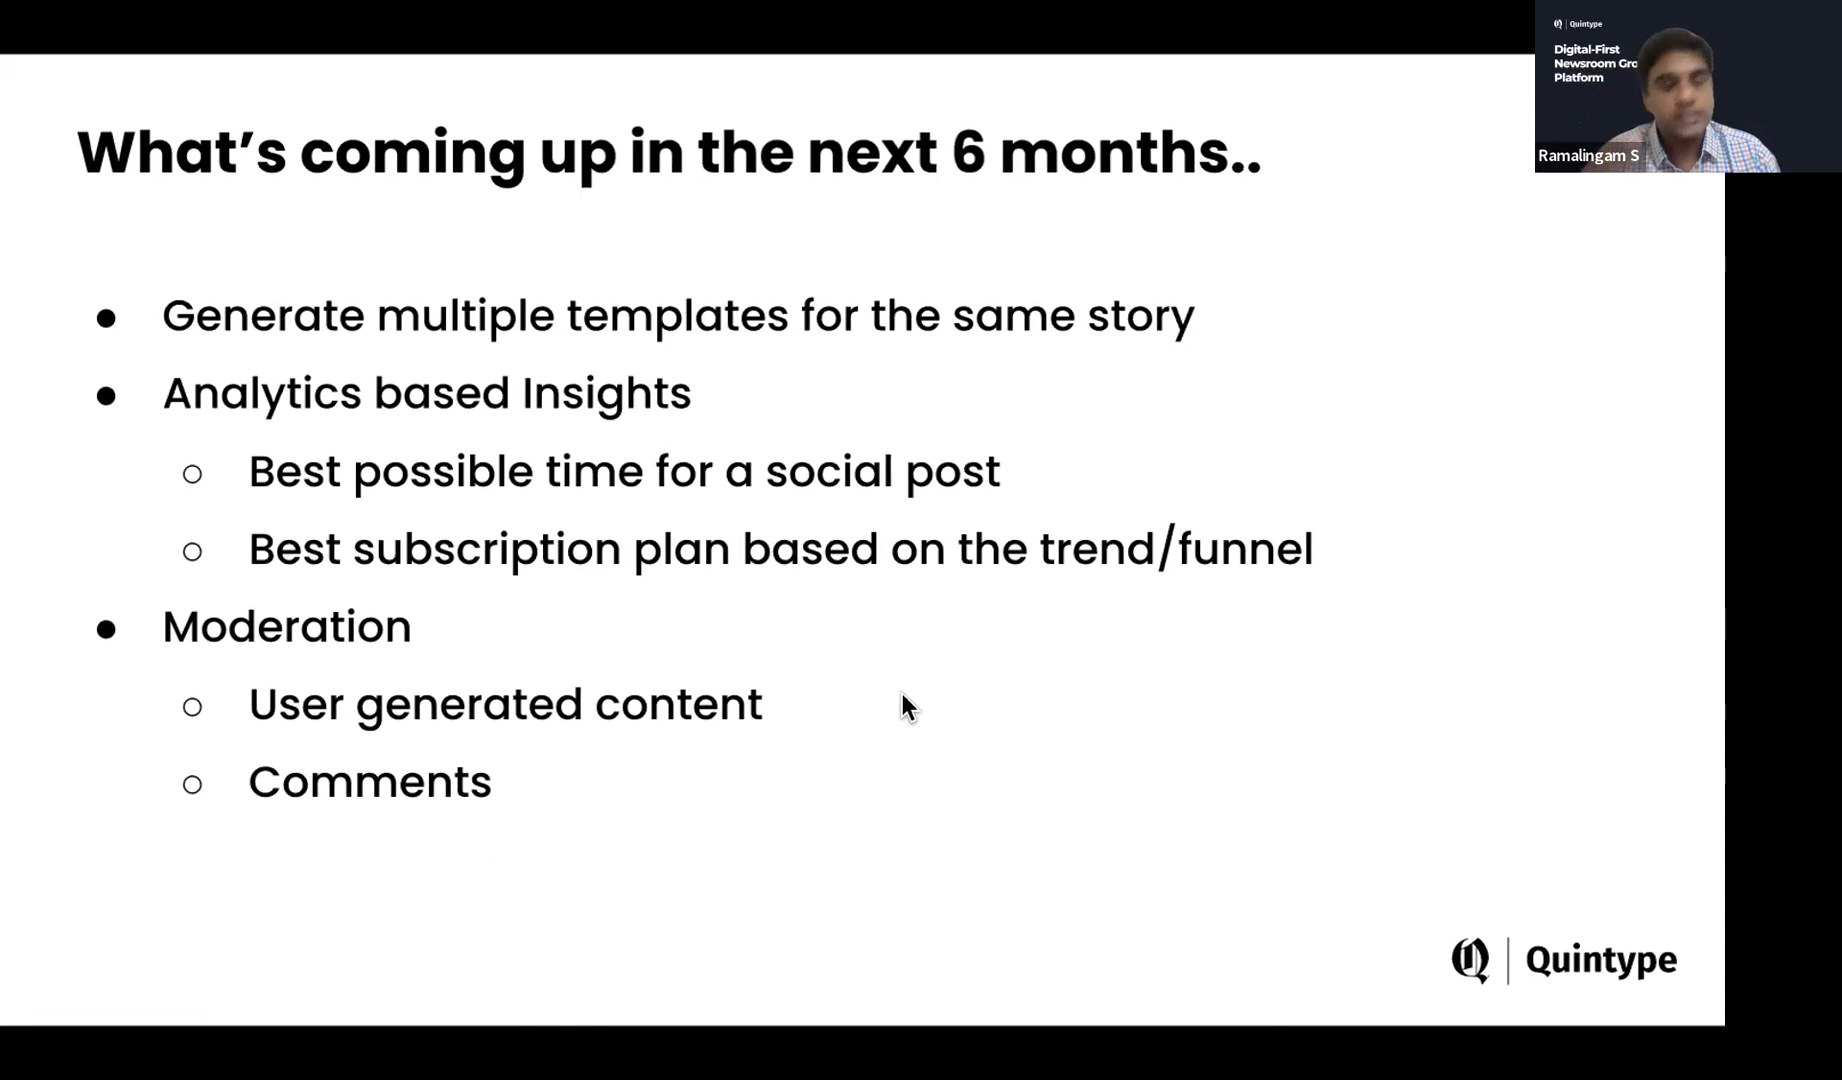 What's coming up in the next 6 months..
● Generate multiple templates for the same story
● Analytics based Insights
○ Best possible time for a social post
○ Best subscription plan based on the trend/funnel
● Moderation
○ User generated content
○ Comments
Quintype
Quintype
Digital-First
Newsroom Gro
Platform
Ramalingam S